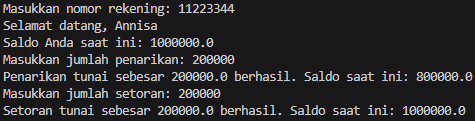 Masukkan nomor rekening: 11223344
Selamat datang, Annisa
Saldo Anda saat ini: 1000000.0
Masukkan jumlah penarikan: 200000
Penarikan tunai sebesar 200000.0 berhasil. Saldo saat ini: 800000.0
Masukkan jumlah setoran: 200000
Setoran tunai sebesar 200000.0 berhasil. Saldo saat ini: 1000000.0